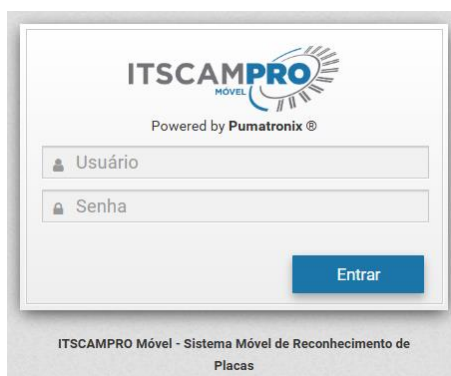 ITSCAMPRO
MÓVEL
Powered by Pumatronix ®
Usuário
Senha
Entrar
ITSCAMPRO Móvel - Sistema Móvel de Reconhecimento de
Placas